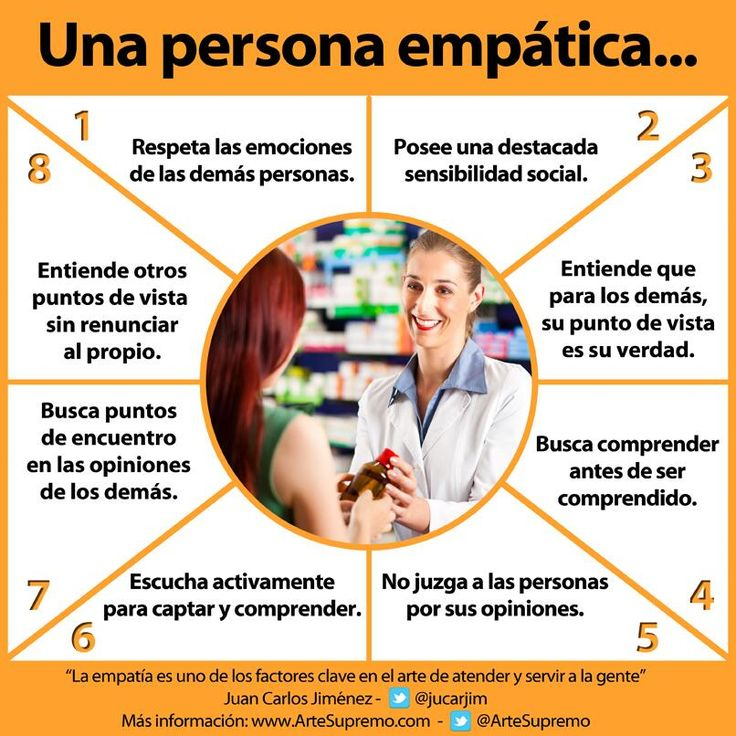 Una persona empática...
1
Respeta las emociones
de las demás personas.
2
Posee una destacada
sensibilidad social.
3
Entiende que
para los demás,
su punto de vista
es su verdad.
4
Busca comprender
antes de ser
comprendido.
5
No juzga a las personas
por sus opiniones.
6
Escucha activamente
para captar y comprender.
7
Busca puntos
de encuentro
en las opiniones
de los demás.
8
Entiende otros
puntos de vista
sin renunciar
al propio.
“La empatía es uno de los factores clave en el arte de atender y servir a la gente”
Juan Carlos Jiménez - @jucarjim
Más información: www.ArteSupremo.com - @ArteSupremo